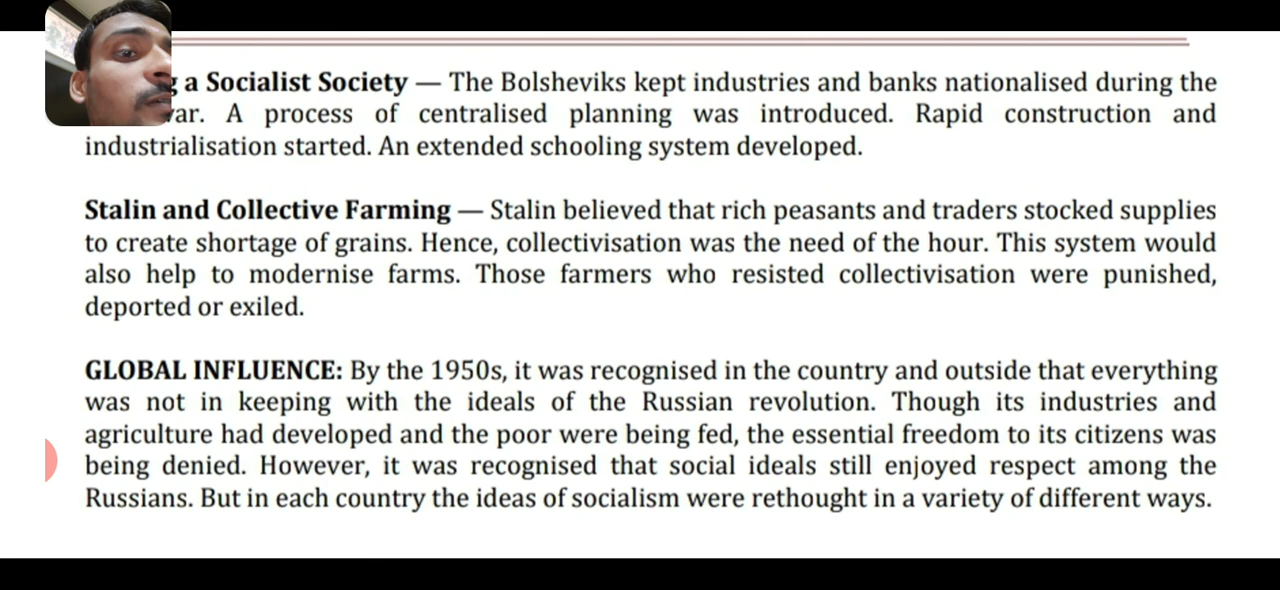 g a Socialist Society — The Bolsheviks kept industries and banks nationalised during the
var. A process of centralised planning was introduced. Rapid construction and
industrialisation started. An extended schooling system developed.
Stalin and Collective Farming — Stalin believed that rich peasants and traders stocked supplies
to create shortage of grains. Hence, collectivisation was the need of the hour. This system would
also help to modernise farms. Those farmers who resisted collectivisation were punished,
deported or exiled.
GLOBAL INFLUENCE: By the 1950s, it was recognised in the country and outside that everything
was not in keeping with the ideals of the Russian revolution. Though its industries and
agriculture had developed and the poor were being fed, the essential freedom to its citizens was
being denied. However, it was recognised that social ideals still enjoyed respect among the
Russians. But in each country the ideas of socialism were rethought in a variety of different ways.